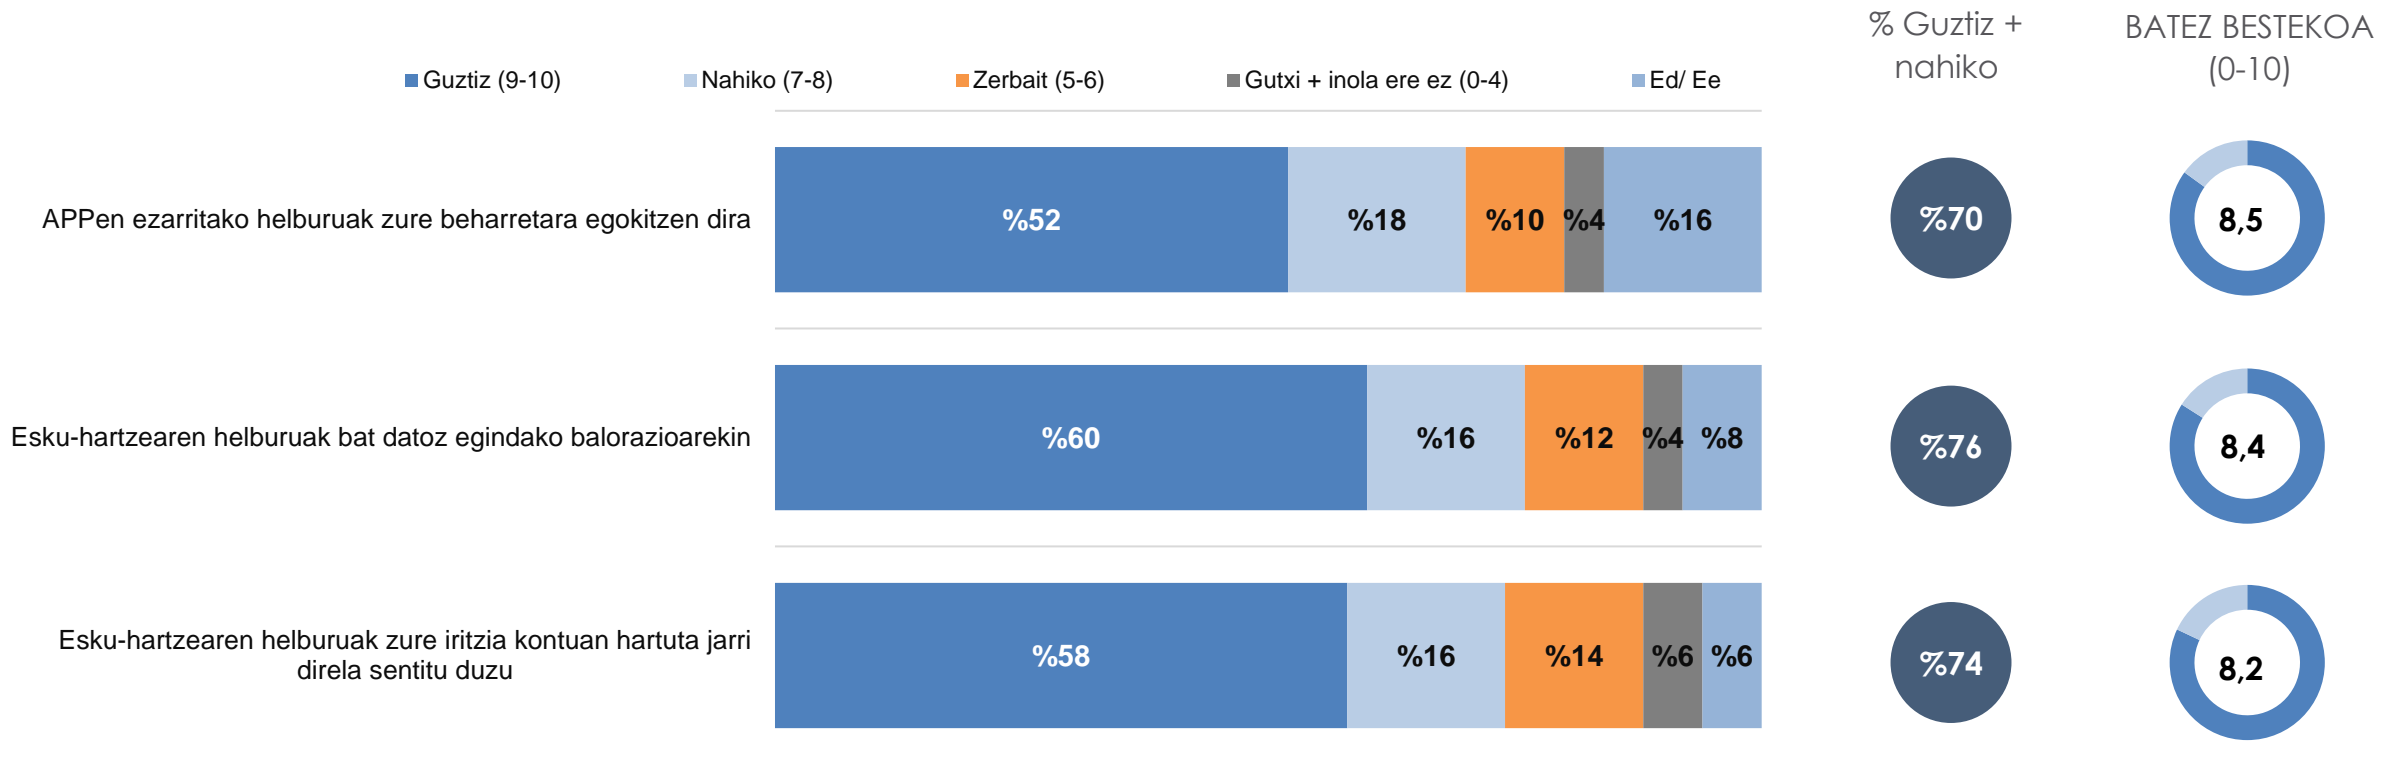 % Guztiz +
nahiko
BATEZ BESTEKOA
(0-10)
Guztiz (9-10)
Nahiko (7-8)
Zerbait (5-6)
Gutxi + inola ere ez (0-4)
Ed/ Ee
APPen ezarritako helburuak zure beharretara egokitzen dira
%52
%18
%10
%4
%16
%70
8,5
Esku-hartzearen helburuak bat datoz egindako balorazioarekin
%60
%16
%12
%4
%8
%76
8,4
Esku-hartzearen helburuak zure iritzia kontuan hartuta jarri
direla sentitu duzu
%58
%16
%14
%6
%6
%74
8,2